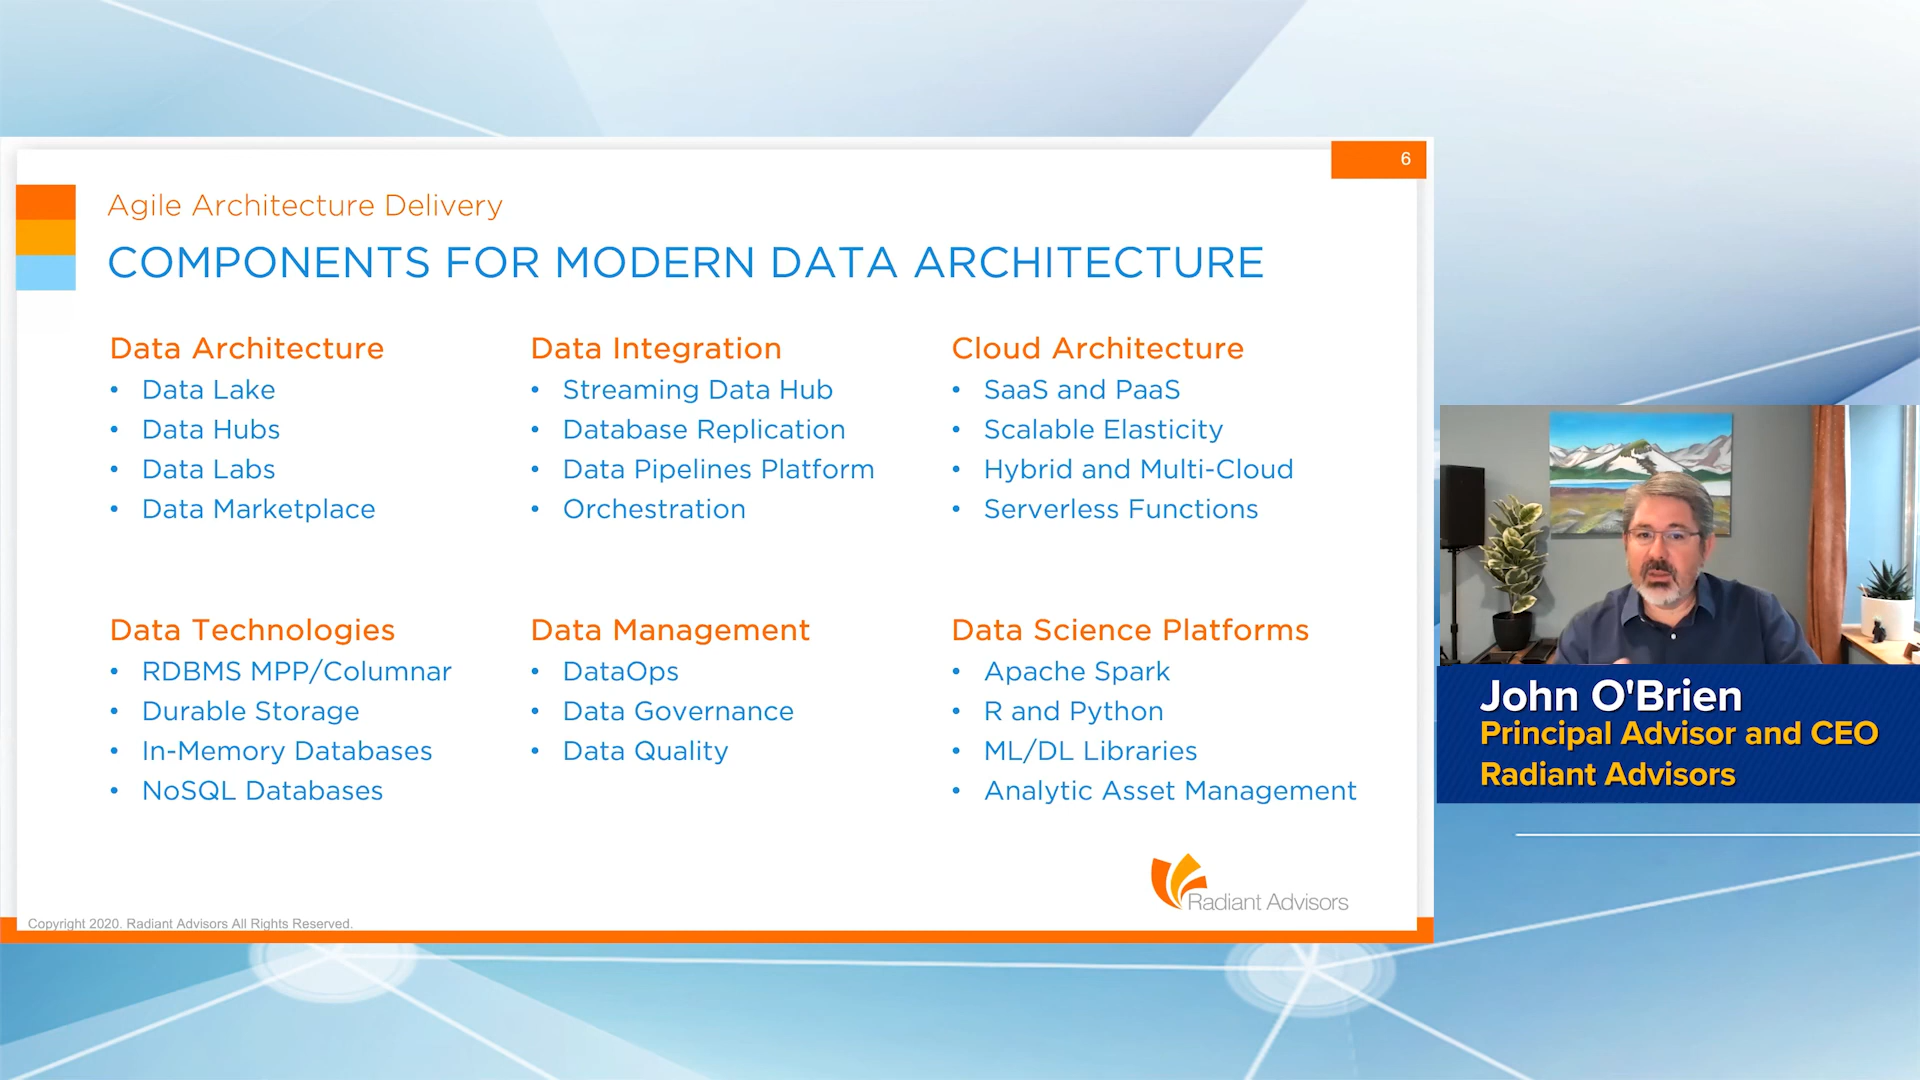 6
Agile Architecture Delivery
COMPONENTS FOR MODERN DATA ARCHITECTURE
Data Architecture
• Data Lake
• Data Hubs
• Data Labs
• Data Marketplace
Data Integration
• Streaming Data Hub
• Database Replication
• Data Pipelines Platform
• Orchestration
Cloud Architecture
• SaaS and PaaS
• Scalable Elasticity
• Hybrid and Multi-Cloud
• Serverless Functions
Data Technologies
• RDBMS MPP/Columnar
• Durable Storage
• In-Memory Databases
• NoSQL Databases
Data Management
• DataOps
• Data Governance
• Data Quality
Data Science Platforms
• Apache Spark
• R and Python
• ML/DL Libraries
• Analytic Asset Management
Radiant Advisors
Copyright 2020. Radiant Advisors All Rights Reserved.
John O'Brien
Principal Advisor and CEO
Radiant Advisors